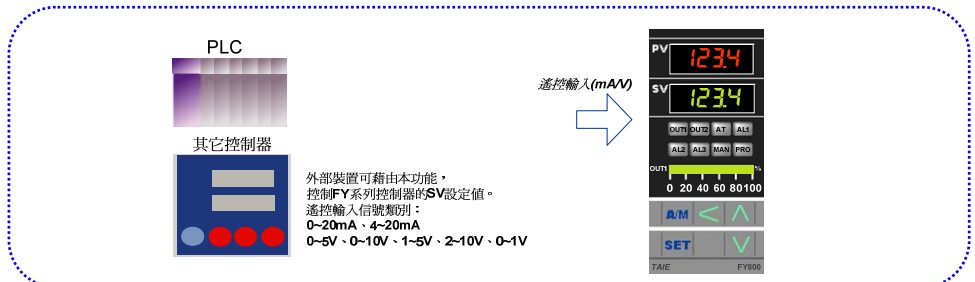 PLC
其它控制器
外部裝置可藉由本功能,
控制FY系列控制器的SV設定值。
遙控輸入信號類別:
0~20mA、4~20mA
0~5V、0~10V、1~5V、2~10V、0~1V
遙控輸入(mA/V)
PV 123.4
SV 123.4
OUT1 OUT2 AT AL1
AL2 AL3 MAN PRO
OUT1 %
0 20 40 60 80 100
A/M
SET
TAIE FY800